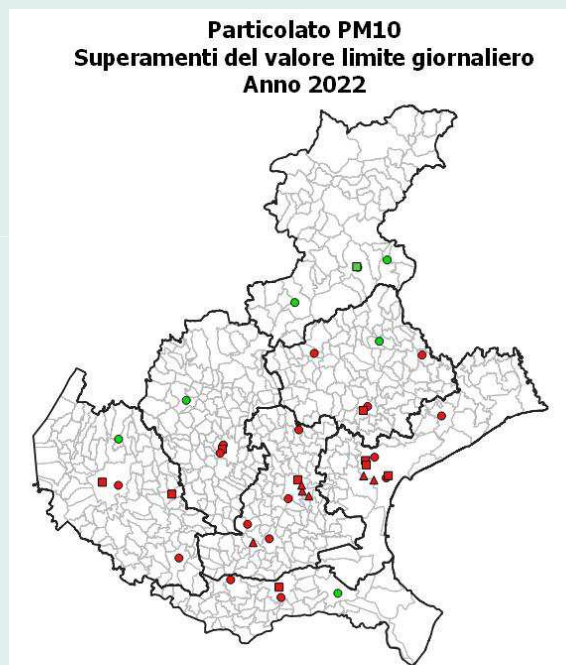 Particolato PM10
Superamenti del valore limite giornaliero
Anno 2022